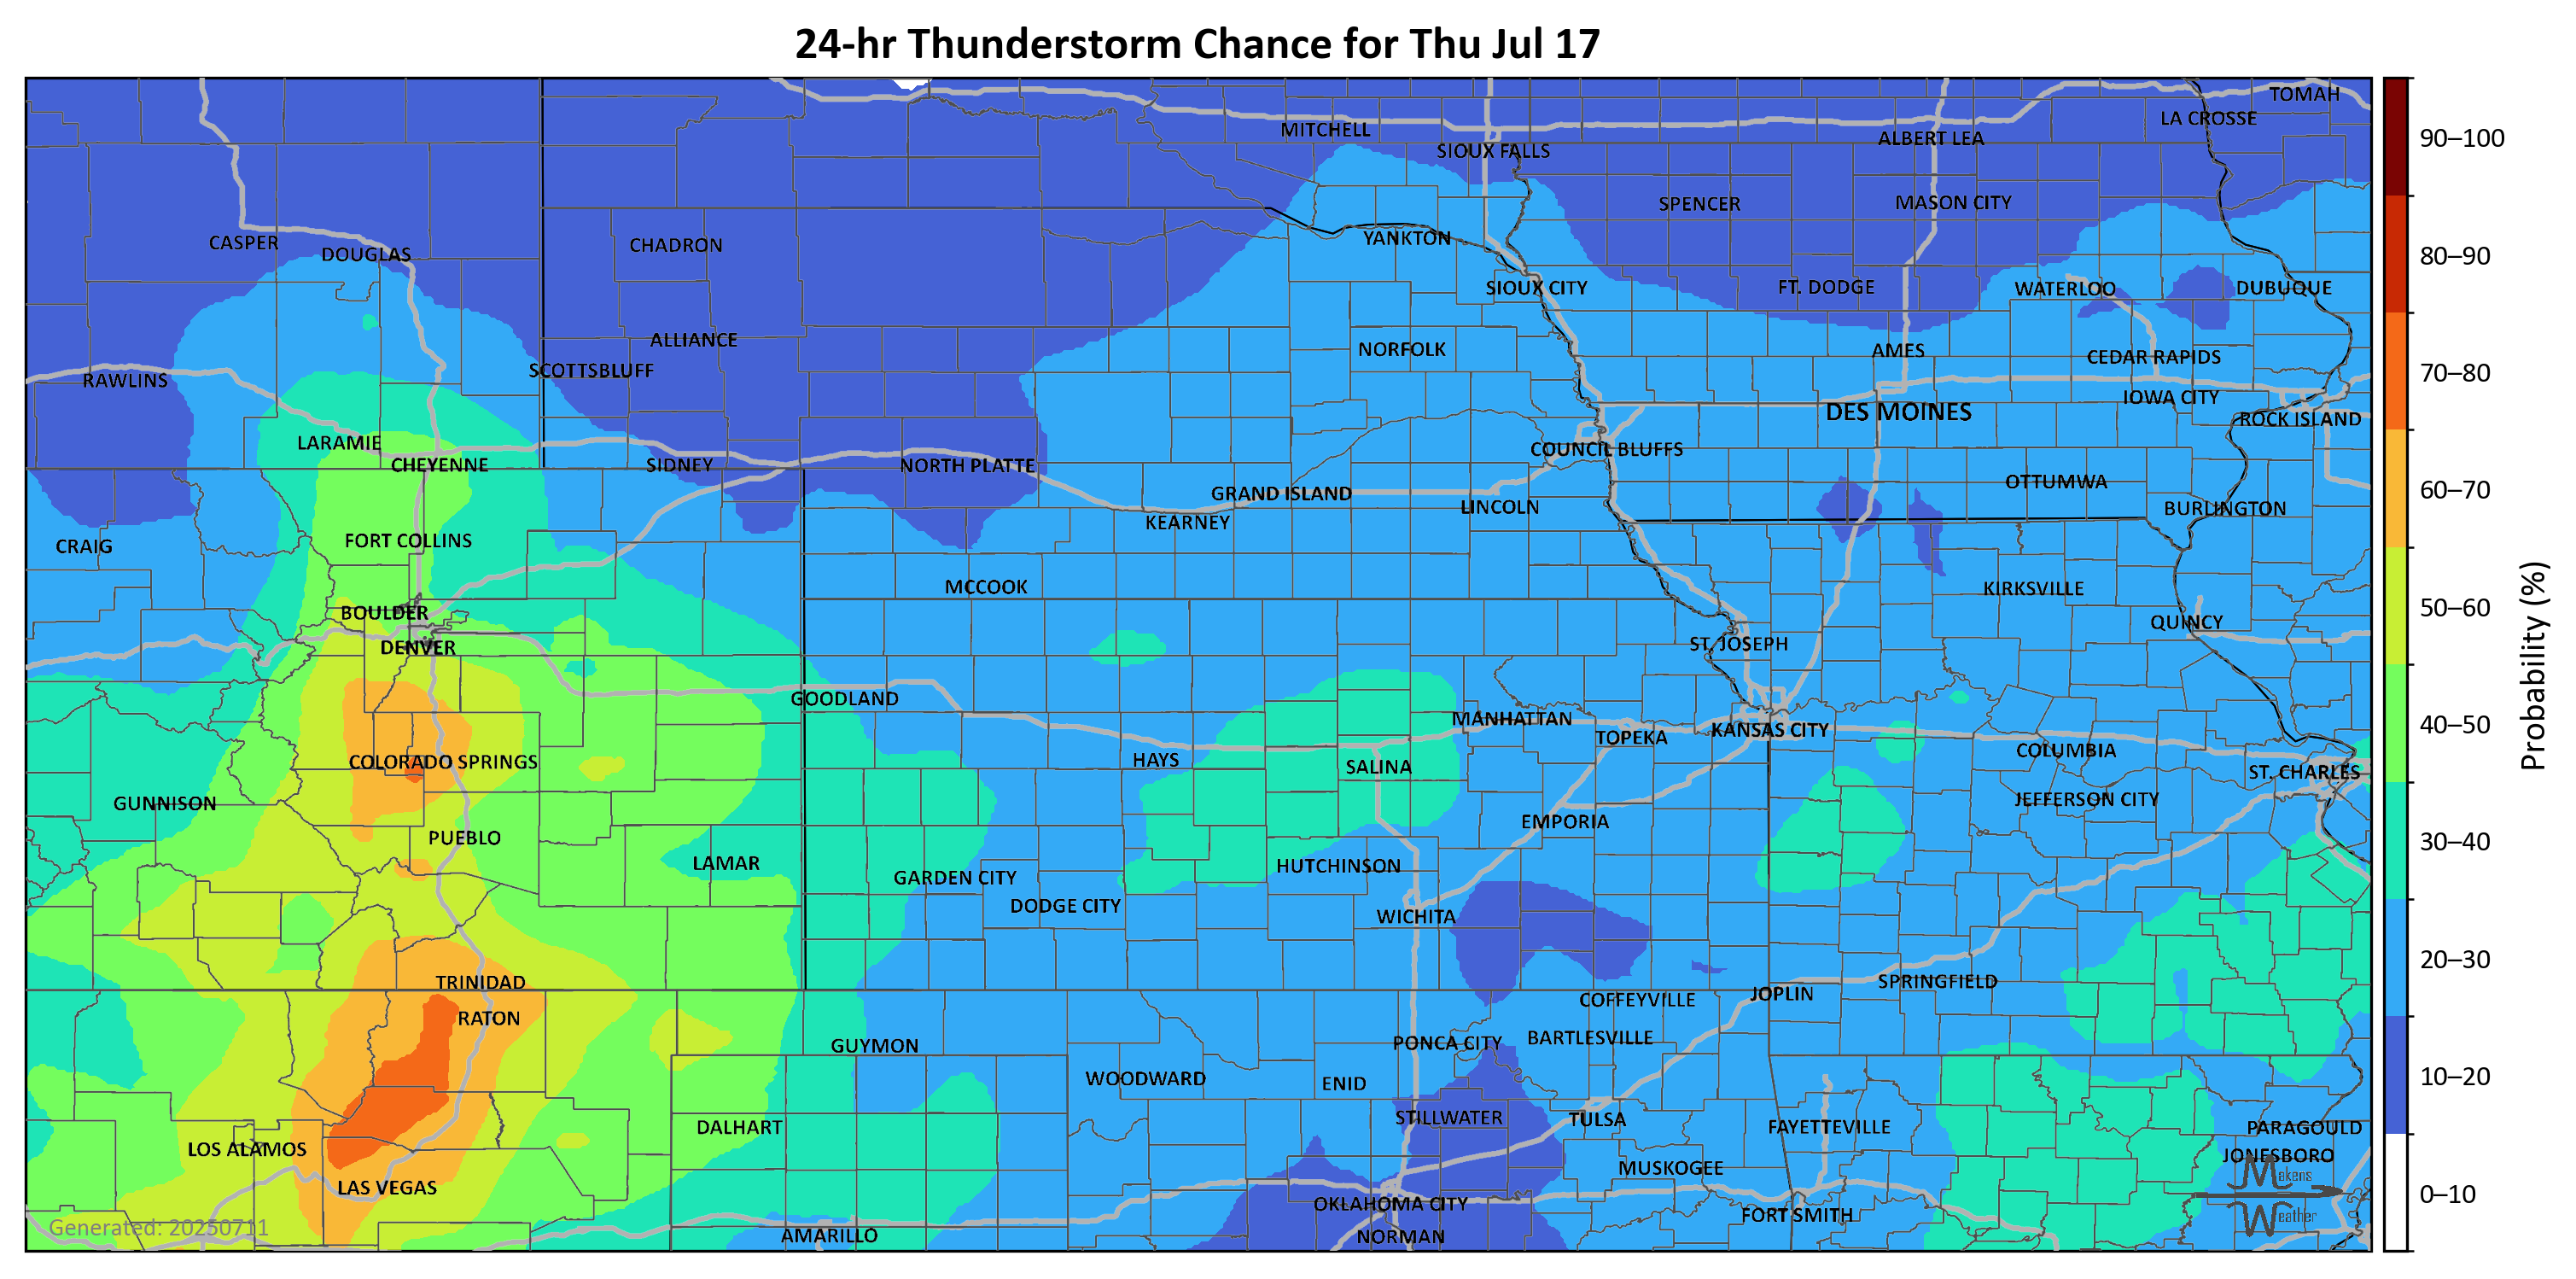 24-hr Thunderstorm Chance for Thu Jul 17
TOMAH
LA CROSSE
MITCHELL
ALBERT LEA
90–100
SIOUX FALLS
SPENCER
MASON CITY
CASPER
DOUGLAS
CHADRON
YANKTON
80–90
SIOUX CITY
FT. DODGE
WATERLOO
DUBUQUE
ALLIANCE
NORFOLK
AMES
CEDAR RAPIDS
RAWLINS
SCOTTSBLUFF
70–80
IOWA CITY
DES MOINES
ROCK ISLAND
LARAMIE
COUNCIL BLUFFS
CHEYENNE
SIDNEY
NORTH PLATTE
GRAND ISLAND
OTTUMWA
60–70
LINCOLN
BURLINGTON
KEARNEY
CRAIG
FORT COLLINS
MCCOOK
KIRKSVILLE
BOULDER
50–60
QUINCY
DENVER
ST. JOSEPH
GOODLAND
MANHATTAN
TOPEKA
KANSAS CITY
40–50
COLORADO SPRINGS
HAYS
SALINA
COLUMBIA
ST. CHARLES
GUNNISON
JEFFERSON CITY
PUEBLO
EMPORIA
30–40
LAMAR
GARDEN CITY
HUTCHINSON
DODGE CITY
WICHITA
20–30
TRINIDAD
COFFEYVILLE
JOPLIN
SPRINGFIELD
RATON
GUYMON
PONCA CITY
BARTLESVILLE
WOODWARD
ENID
10–20
DALHART
STILLWATER
TULSA
FAYETTEVILLE
PARAGOULD
LOS ALAMOS
MUSKOGEE
JONESBORO
LAS VEGAS
OKLAHOMA CITY
FORT SMITH
0–10
AMARILLO
NORMAN
Generated: 20250711
Makens
Weather
Probability (%)